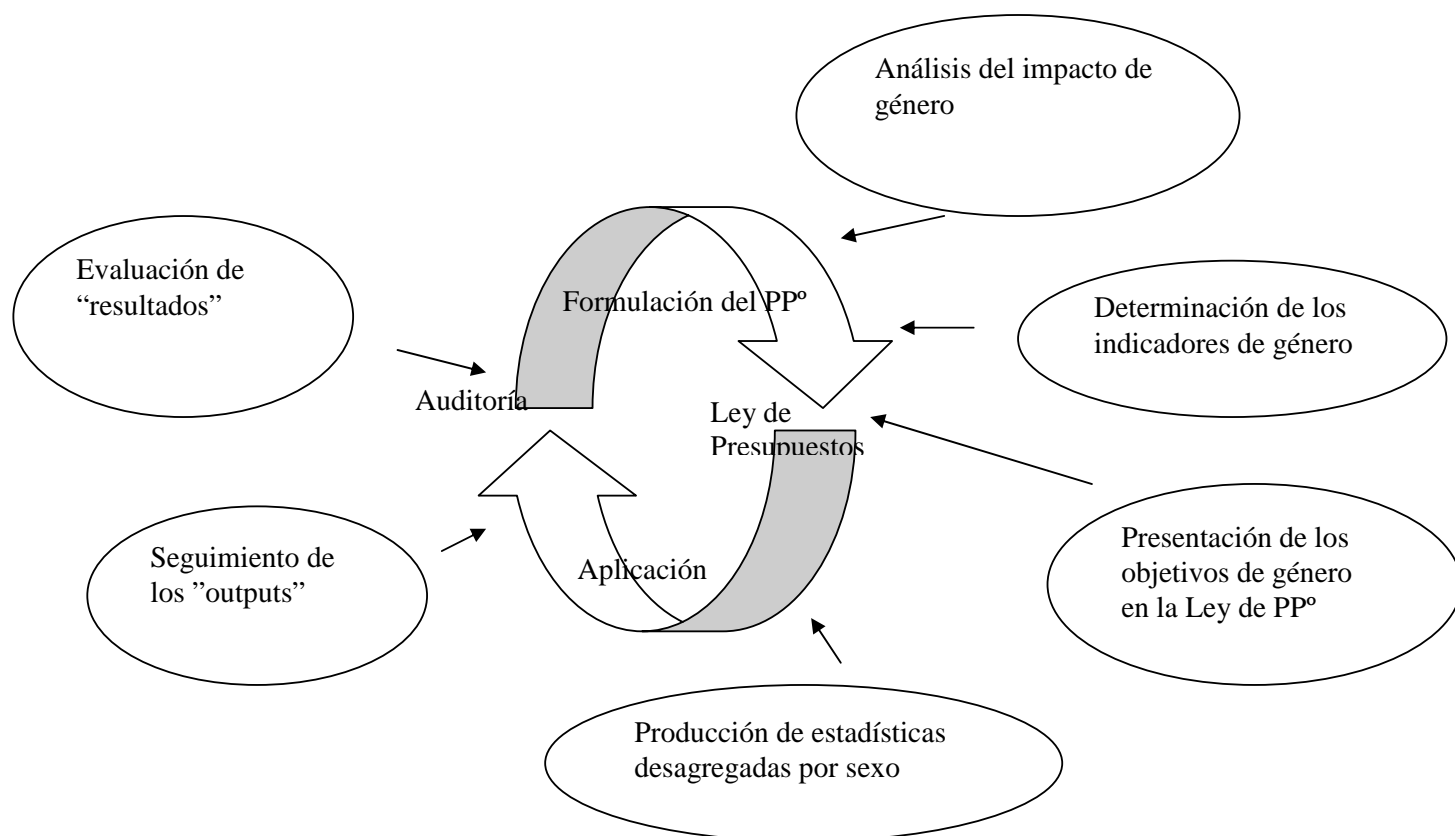 Análisis del impacto de
género
Evaluación de
“resultados”
Formulación del PPº
Determinación de los
indicadores de género
Auditoría
Ley de
Presupuestos
Seguimiento de
los ”outputs”
Aplicación
Presentación de los
objetivos de género
en la Ley de PPº
Producción de estadísticas
desagregadas por sexo